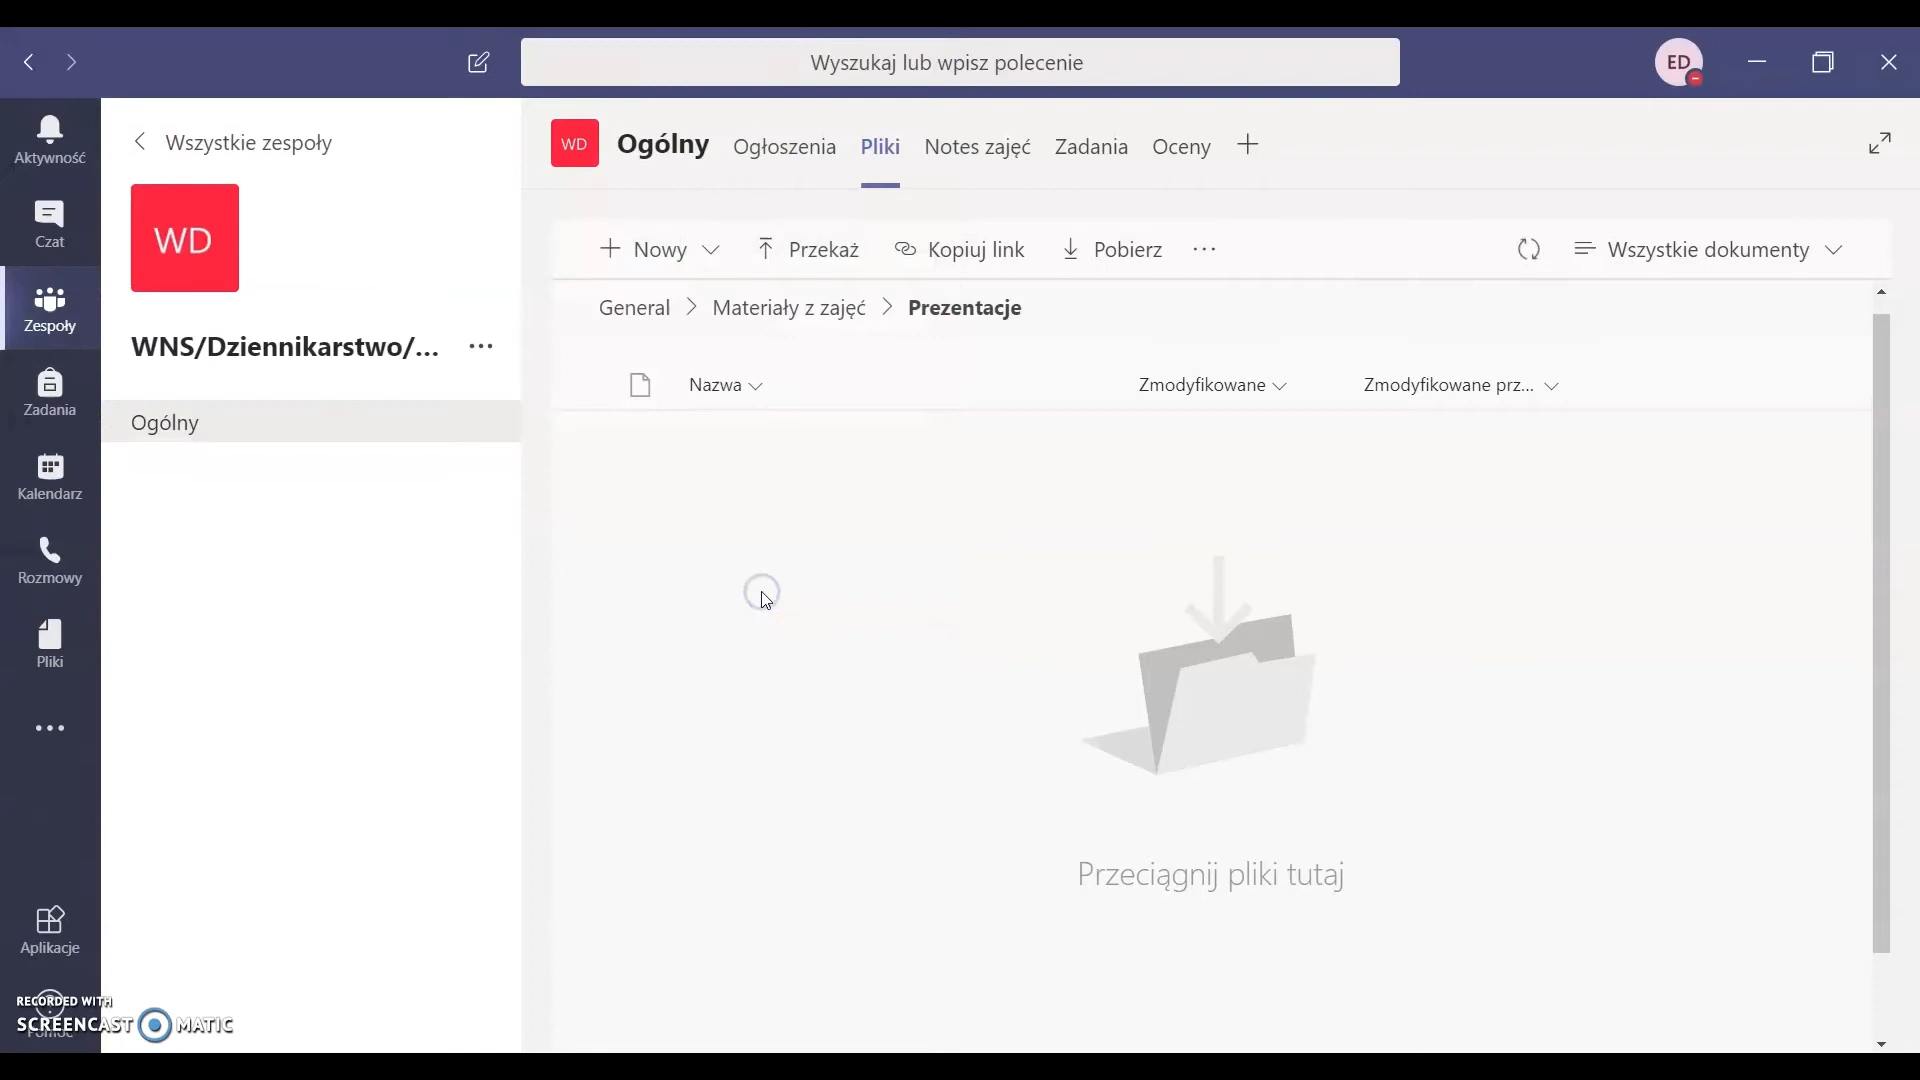 Wyszukaj lub wpisz polecenie
ED
Aktywność
Czat
Zespoły
Zadania
Kalendarz
Rozmowy
Pliki
Aplikacje
Pomoc
Wszystkie zespoły
WD
WNS/Dziennikarstwo/...
Ogólny
WD Ogólny Ogłoszenia Pliki Notes zajęć Zadania Oceny
Nowy Przekaż Kopiuj link Pobierz Wszystkie dokumenty
General > Materiały z zajęć > Prezentacje
Nazwa Zmodyfikowane Zmodyfikowane prz...
Przeciągnij pliki tutaj
RECORDED WITH
SCREENCAST MATIC